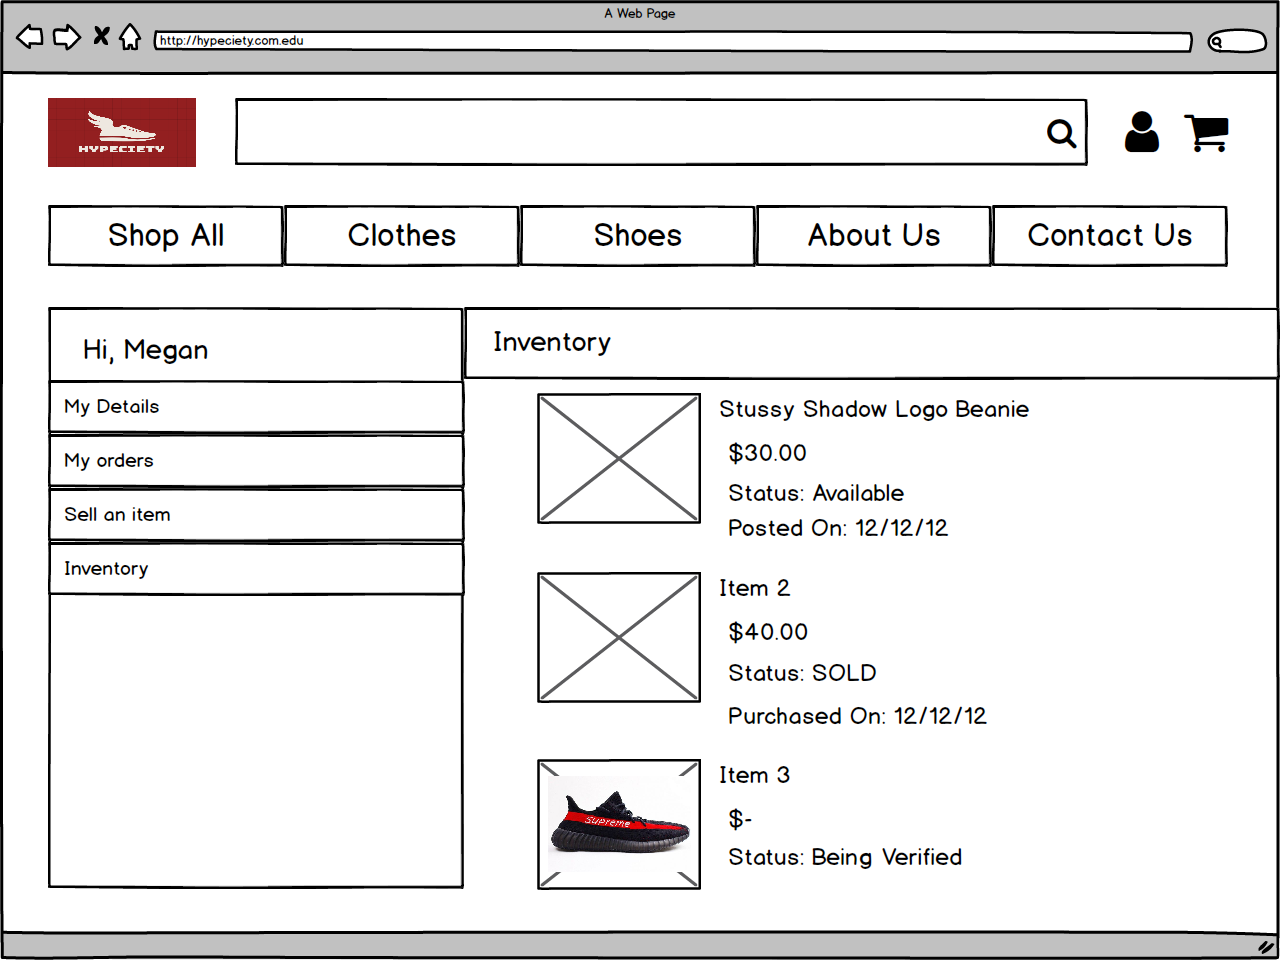 A Web Page
http://hypeciety.com.edu
HYPECIETY
Shop All
Clothes
Shoes
About Us
Contact Us
Hi, Megan
My Details
My orders
Sell an item
Inventory
Inventory
Stussy Shadow Logo Beanie
$30.00
Status: Available
Posted On: 12/12/12
Item 2
$40.00
Status: SOLD
Purchased On: 12/12/12
Supreme
Item 3
$-
Status: Being Verified